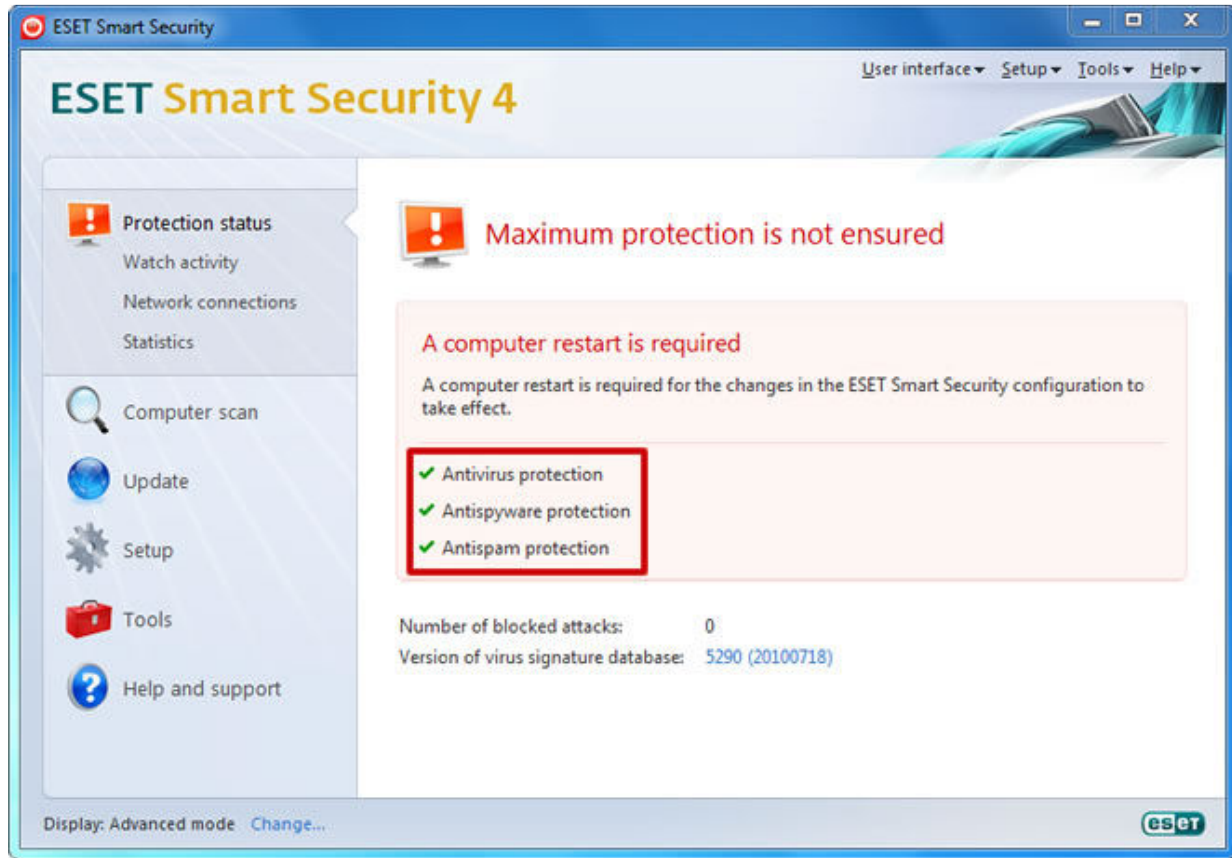 ESET Smart Security
User interface Setup Tools Help
ESET Smart Security 4
Protection status
Watch activity
Network connections
Statistics
Computer scan
Update
Setup
Tools
Help and support
Maximum protection is not ensured
A computer restart is required
A computer restart is required for the changes in the ESET Smart Security configuration to
take effect.
Antivirus protection
Antispyware protection
Antispam protection
Number of blocked attacks: 0
Version of virus signature database: 5290 (20100718)
Display: Advanced mode Change...
eseT